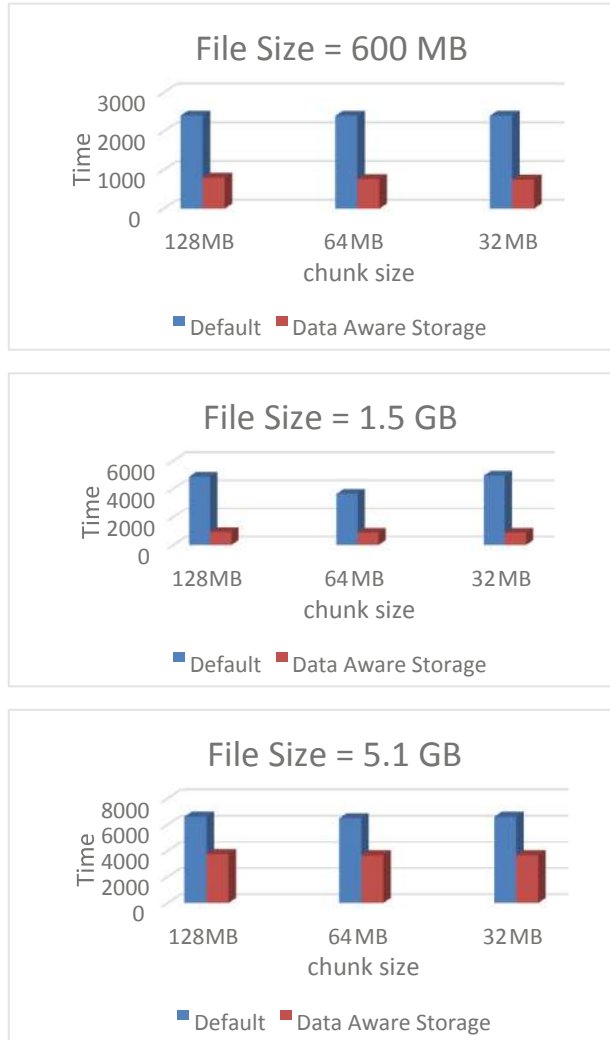 File Size = 600 MB
3000
2000
1000
0
Time
128MB
64MB
32MB
chunk size
Default
Data Aware Storage
File Size = 1.5 GB
6000
4000
2000
0
Time
128MB
64MB
32MB
chunk size
Default
Data Aware Storage
File Size = 5.1 GB
8000
6000
4000
2000
0
Time
128MB
64MB
32MB
chunk size
Default
Data Aware Storage